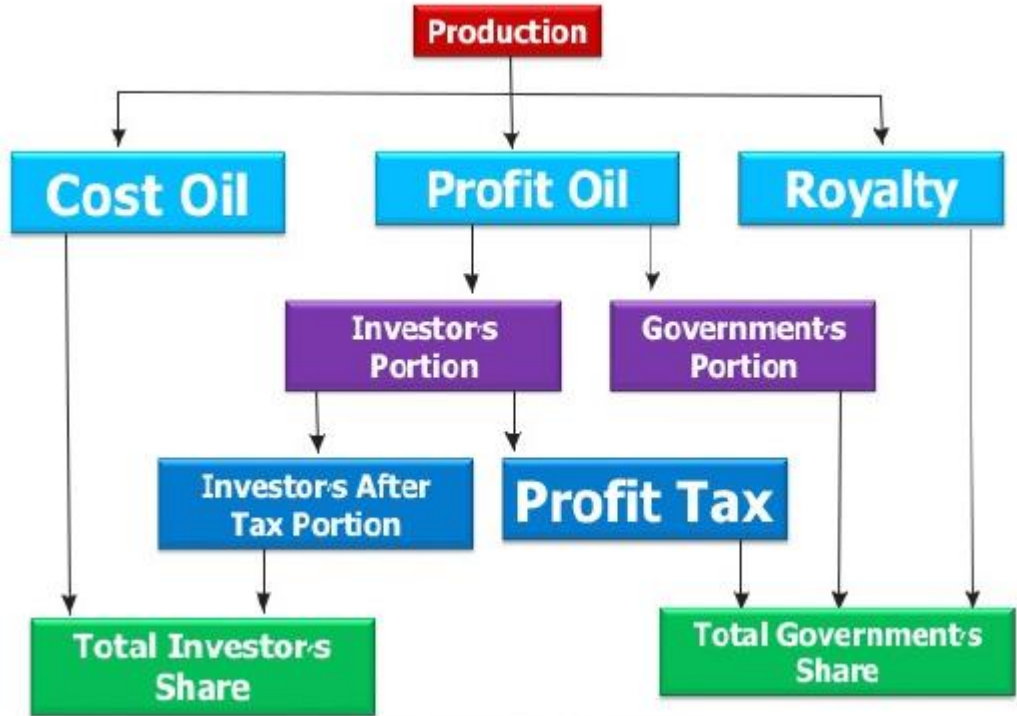 Production
Cost Oil
Profit Oil
Royalty
Investor's
Portion
Government's
Portion
Investor's After
Tax Portion
Profit Tax
Total Investor's
Share
Total Government's
Share